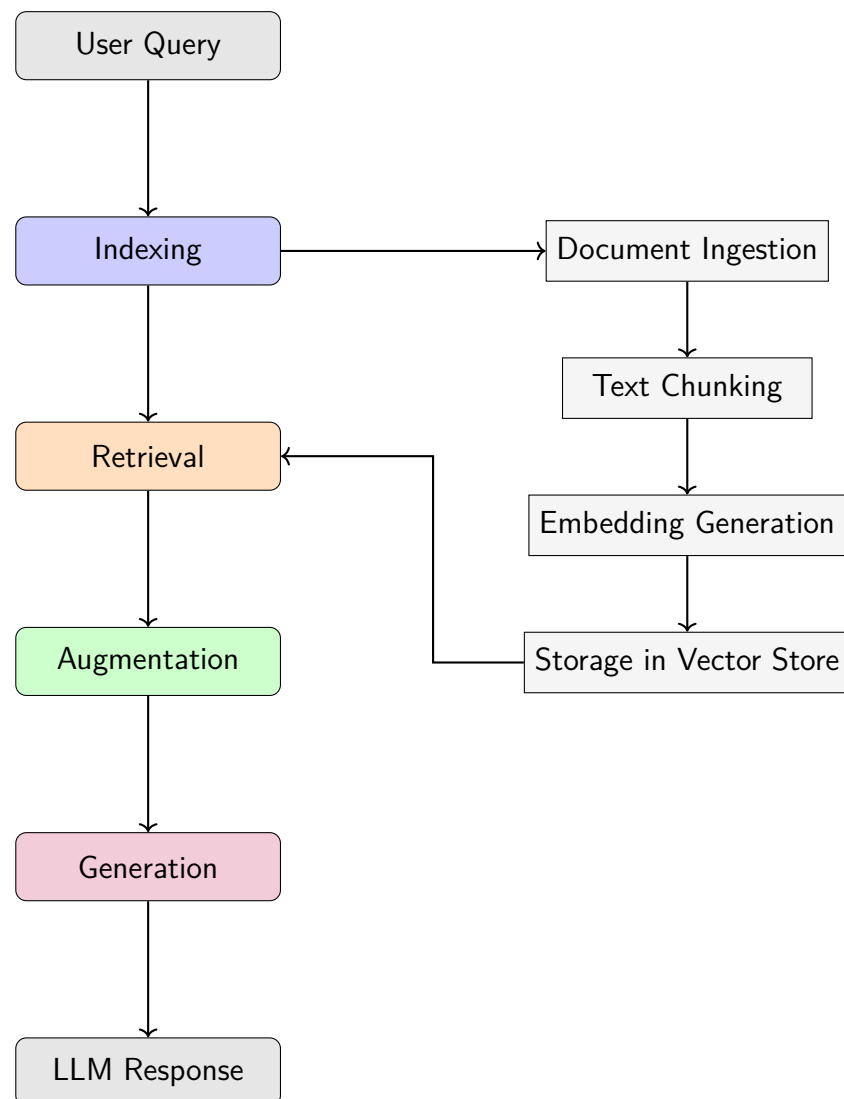 User Query
Indexing
Document Ingestion
Text Chunking
Retrieval
Embedding Generation
Augmentation
Storage in Vector Store
Generation
LLM Response